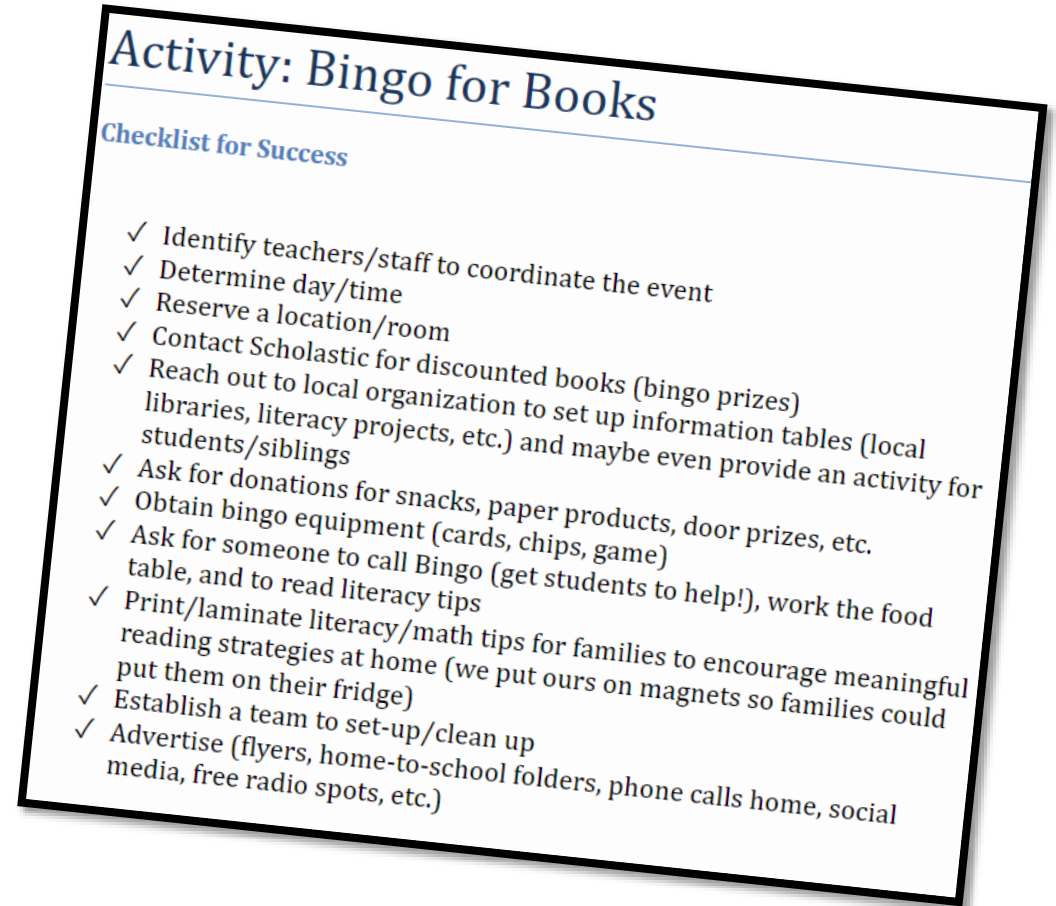 Activity: Bingo for Books
Checklist for Success
✓ Identify teachers/staff to coordinate the event
✓ Determine day/time
✓ Reserve a location/room
✓ Contact Scholastic for discounted books (bingo prizes)
✓ Reach out to local organization to set up information tables (local
libraries, literacy projects, etc.) and maybe even provide an activity for
students/siblings
✓ Ask for donations for snacks, paper products, door prizes, etc.
✓ Obtain bingo equipment (cards, chips, game)
✓ Ask for someone to call Bingo (get students to help!), work the food
table, and to read literacy tips
✓ Print/laminate literacy/math tips for families to encourage meaningful
reading strategies at home (we put ours on magnets so families could
put them on their fridge)
✓ Establish a team to set-up/clean up
✓ Advertise (flyers, home-to-school folders, phone calls home, social
media, free radio spots, etc.)